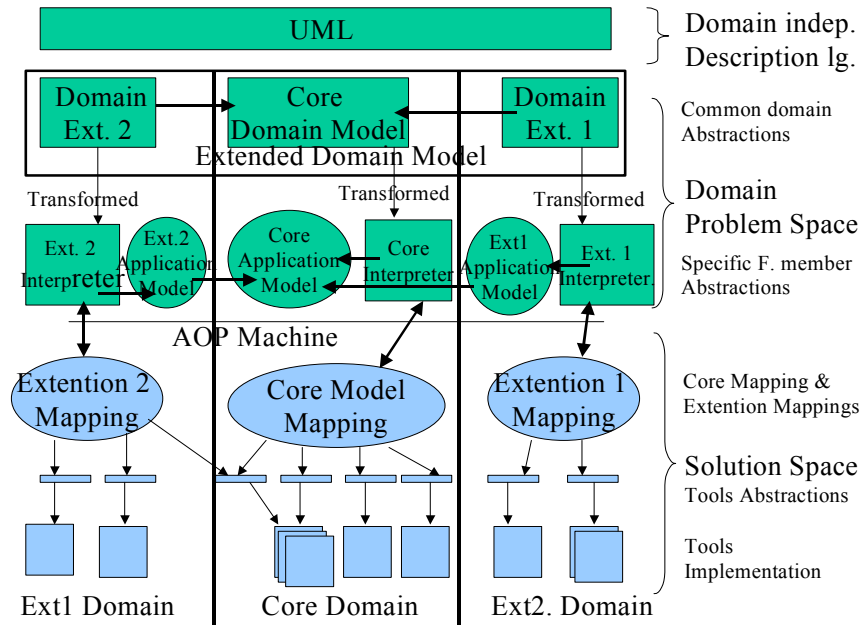 UML
Domain indep.
Description lg.
Domain
Ext. 2
Core
Domain Model
Domain
Ext. 1
Extended Domain Model
Common domain
Abstractions
Transformed
Transformed
Transformed
Domain
Problem Space
Ext. 2
Interpreter
Ext.2
Application
Model
Core
Application
Model
Core
Interpreter
Ext1
Application
Model
Ext. 1
Interpreter.
Specific F. member
Abstractions
AOP Machine
Extention 2
Mapping
Core Model
Mapping
Extention 1
Mapping
Core Mapping &
Extention Mappings
Solution Space
Tools Abstractions
Tools
Implementation
Ext1 Domain
Core Domain
Ext2. Domain